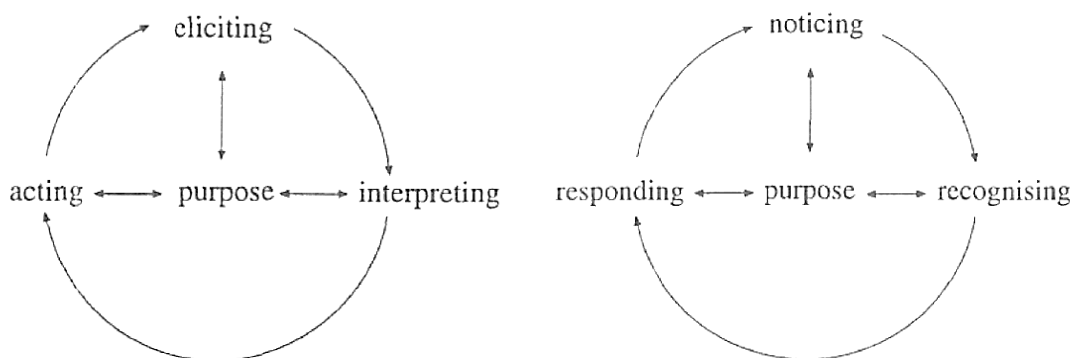 eliciting
acting purpose interpreting
noticing
responding purpose recognising